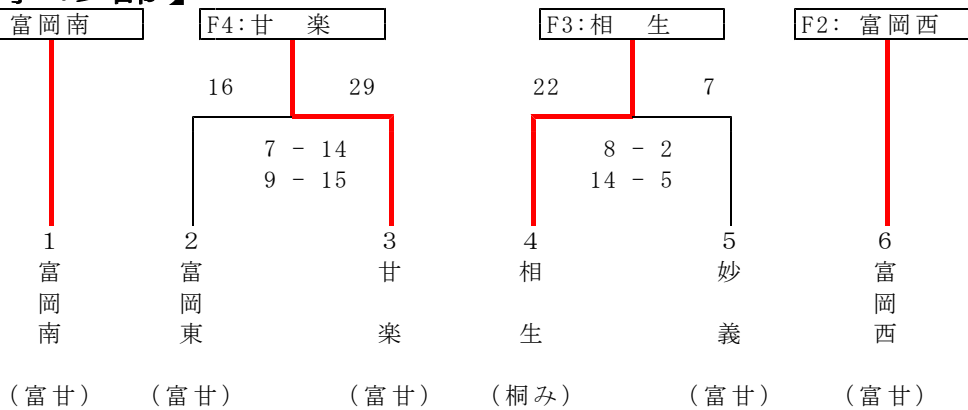 富岡南 F4:甘 楽 F3:相 生 F2: 富岡西
16 29 22 7
7 - 14 8 - 2
9 - 15 14 - 5
1 2 3 4 5 6
富岡南 富岡東 甘楽 相生 妙義 富岡西
(富甘) (富甘) (富甘) (桐み) (富甘) (富甘)